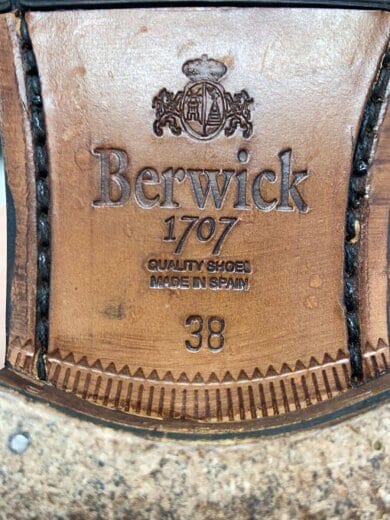 Berwick
1707
QUALITY SHOES
MADE IN SPAIN
38